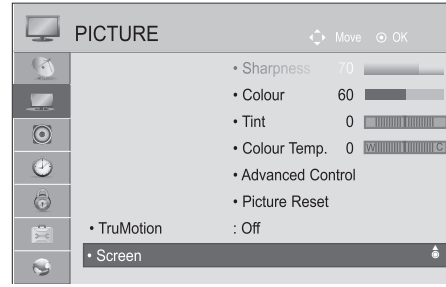 PICTURE Move OK
• Sharpness 70
• Colour 60
• Tint 0
• Colour Temp. 0 W C
• Advanced Control
• Picture Reset
• TruMotion : Off
• Screen